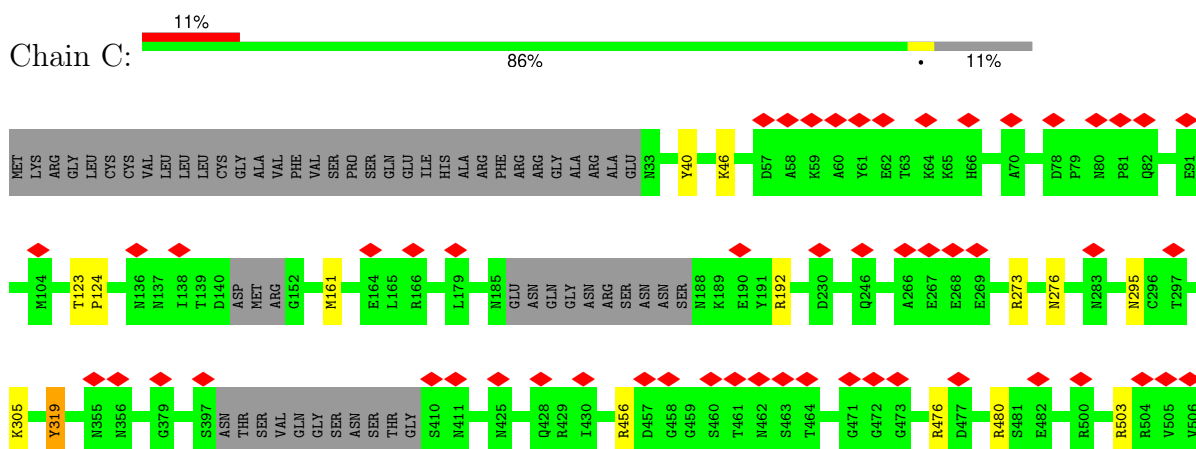 11%
Chain C:
86%
•
11%
MET LYS ARG GLY LEU CYS CYS VAL LEU LEU LEU CYS GLY ALA VAL PHE VAL SER PRO SER GLN GLU ILE HIS ALA ARG PHE ARG ARG GLY ALA ARG ALA GLU N33 Y40 K46 D57 A58 K59 A60 Y61 E62 T63 K64 K65 H66 A70 D78 P79 N80 P81 Q82 E91
M104 T123 P124 N136 N137 I138 T139 D140 ASP MET ARG G152 M161 E164 L165 R166 L179 N185 GLU ASN GLN GLY ASN ARG SER ASN ASN SER N188 K189 E190 Y191 R192 D230 Q246 A266 E267 E268 E269 R273 N276 N283 N295 C296 T297
K305 Y319 N355 N356 G379 S397 ASN THR SER VAL GLN GLY SER ASN SER THR GLY S410 N411 N425 Q428 R429 I430 R456 D457 G458 G459 S460 T461 N462 S463 T464 G471 G472 G473 R476 D477 R480 S481 E482 R500 R503 R504 V505 V506